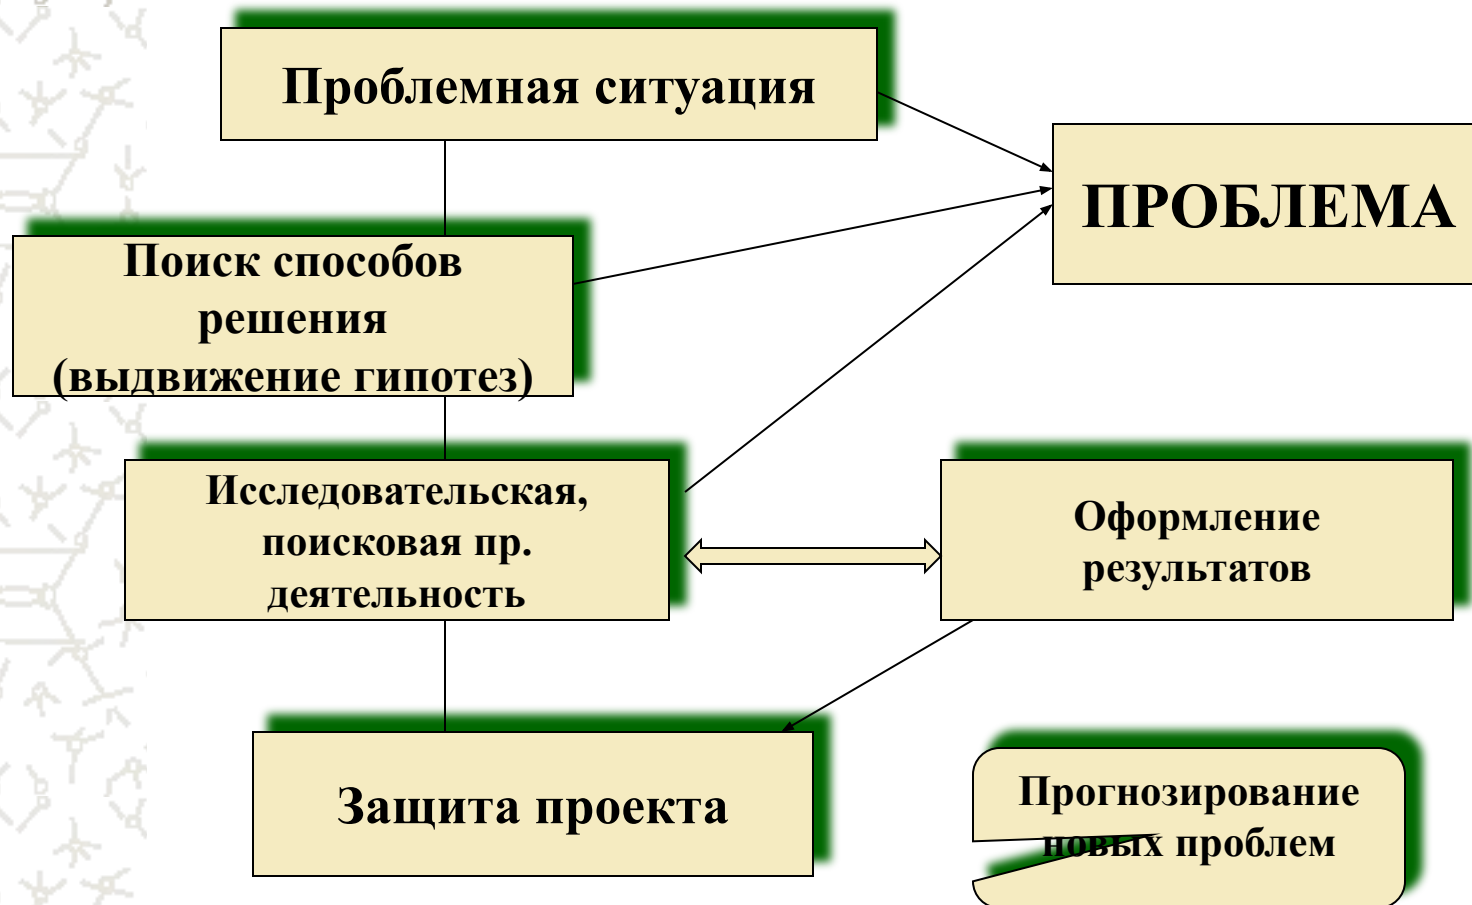 Проблемная ситуация
ПРОБЛЕМА
Поиск способов
решения
(выдвижение гипотез)
Исследовательская,
поисковая пр.
деятельность
Оформление
результатов
Защита проекта
Прогнозирование
новых проблем